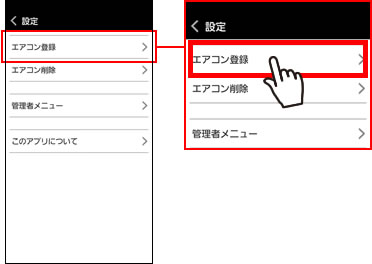 設定
エアコン登録
エアコン削除
管理者メニュー
このアプリについて
設定
エアコン登録
エアコン削除
管理者メニュー